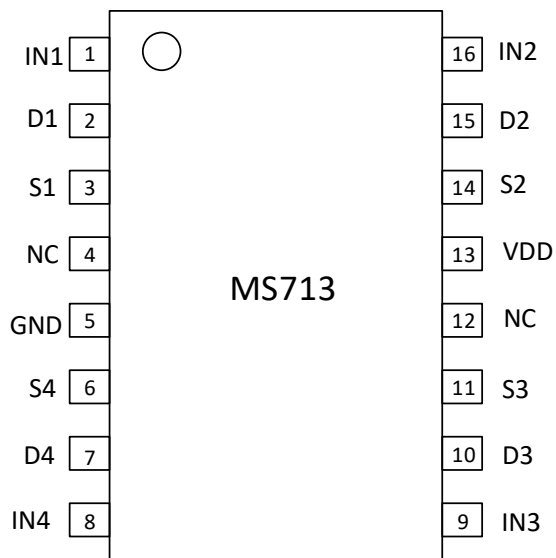 IN1 1 16 IN2
D1 2 15 D2
S1 3 14 S2
NC 4 13 VDD
MS713
GND 5 12 NC
S4 6 11 S3
D4 7 10 D3
IN4 8 9 IN3